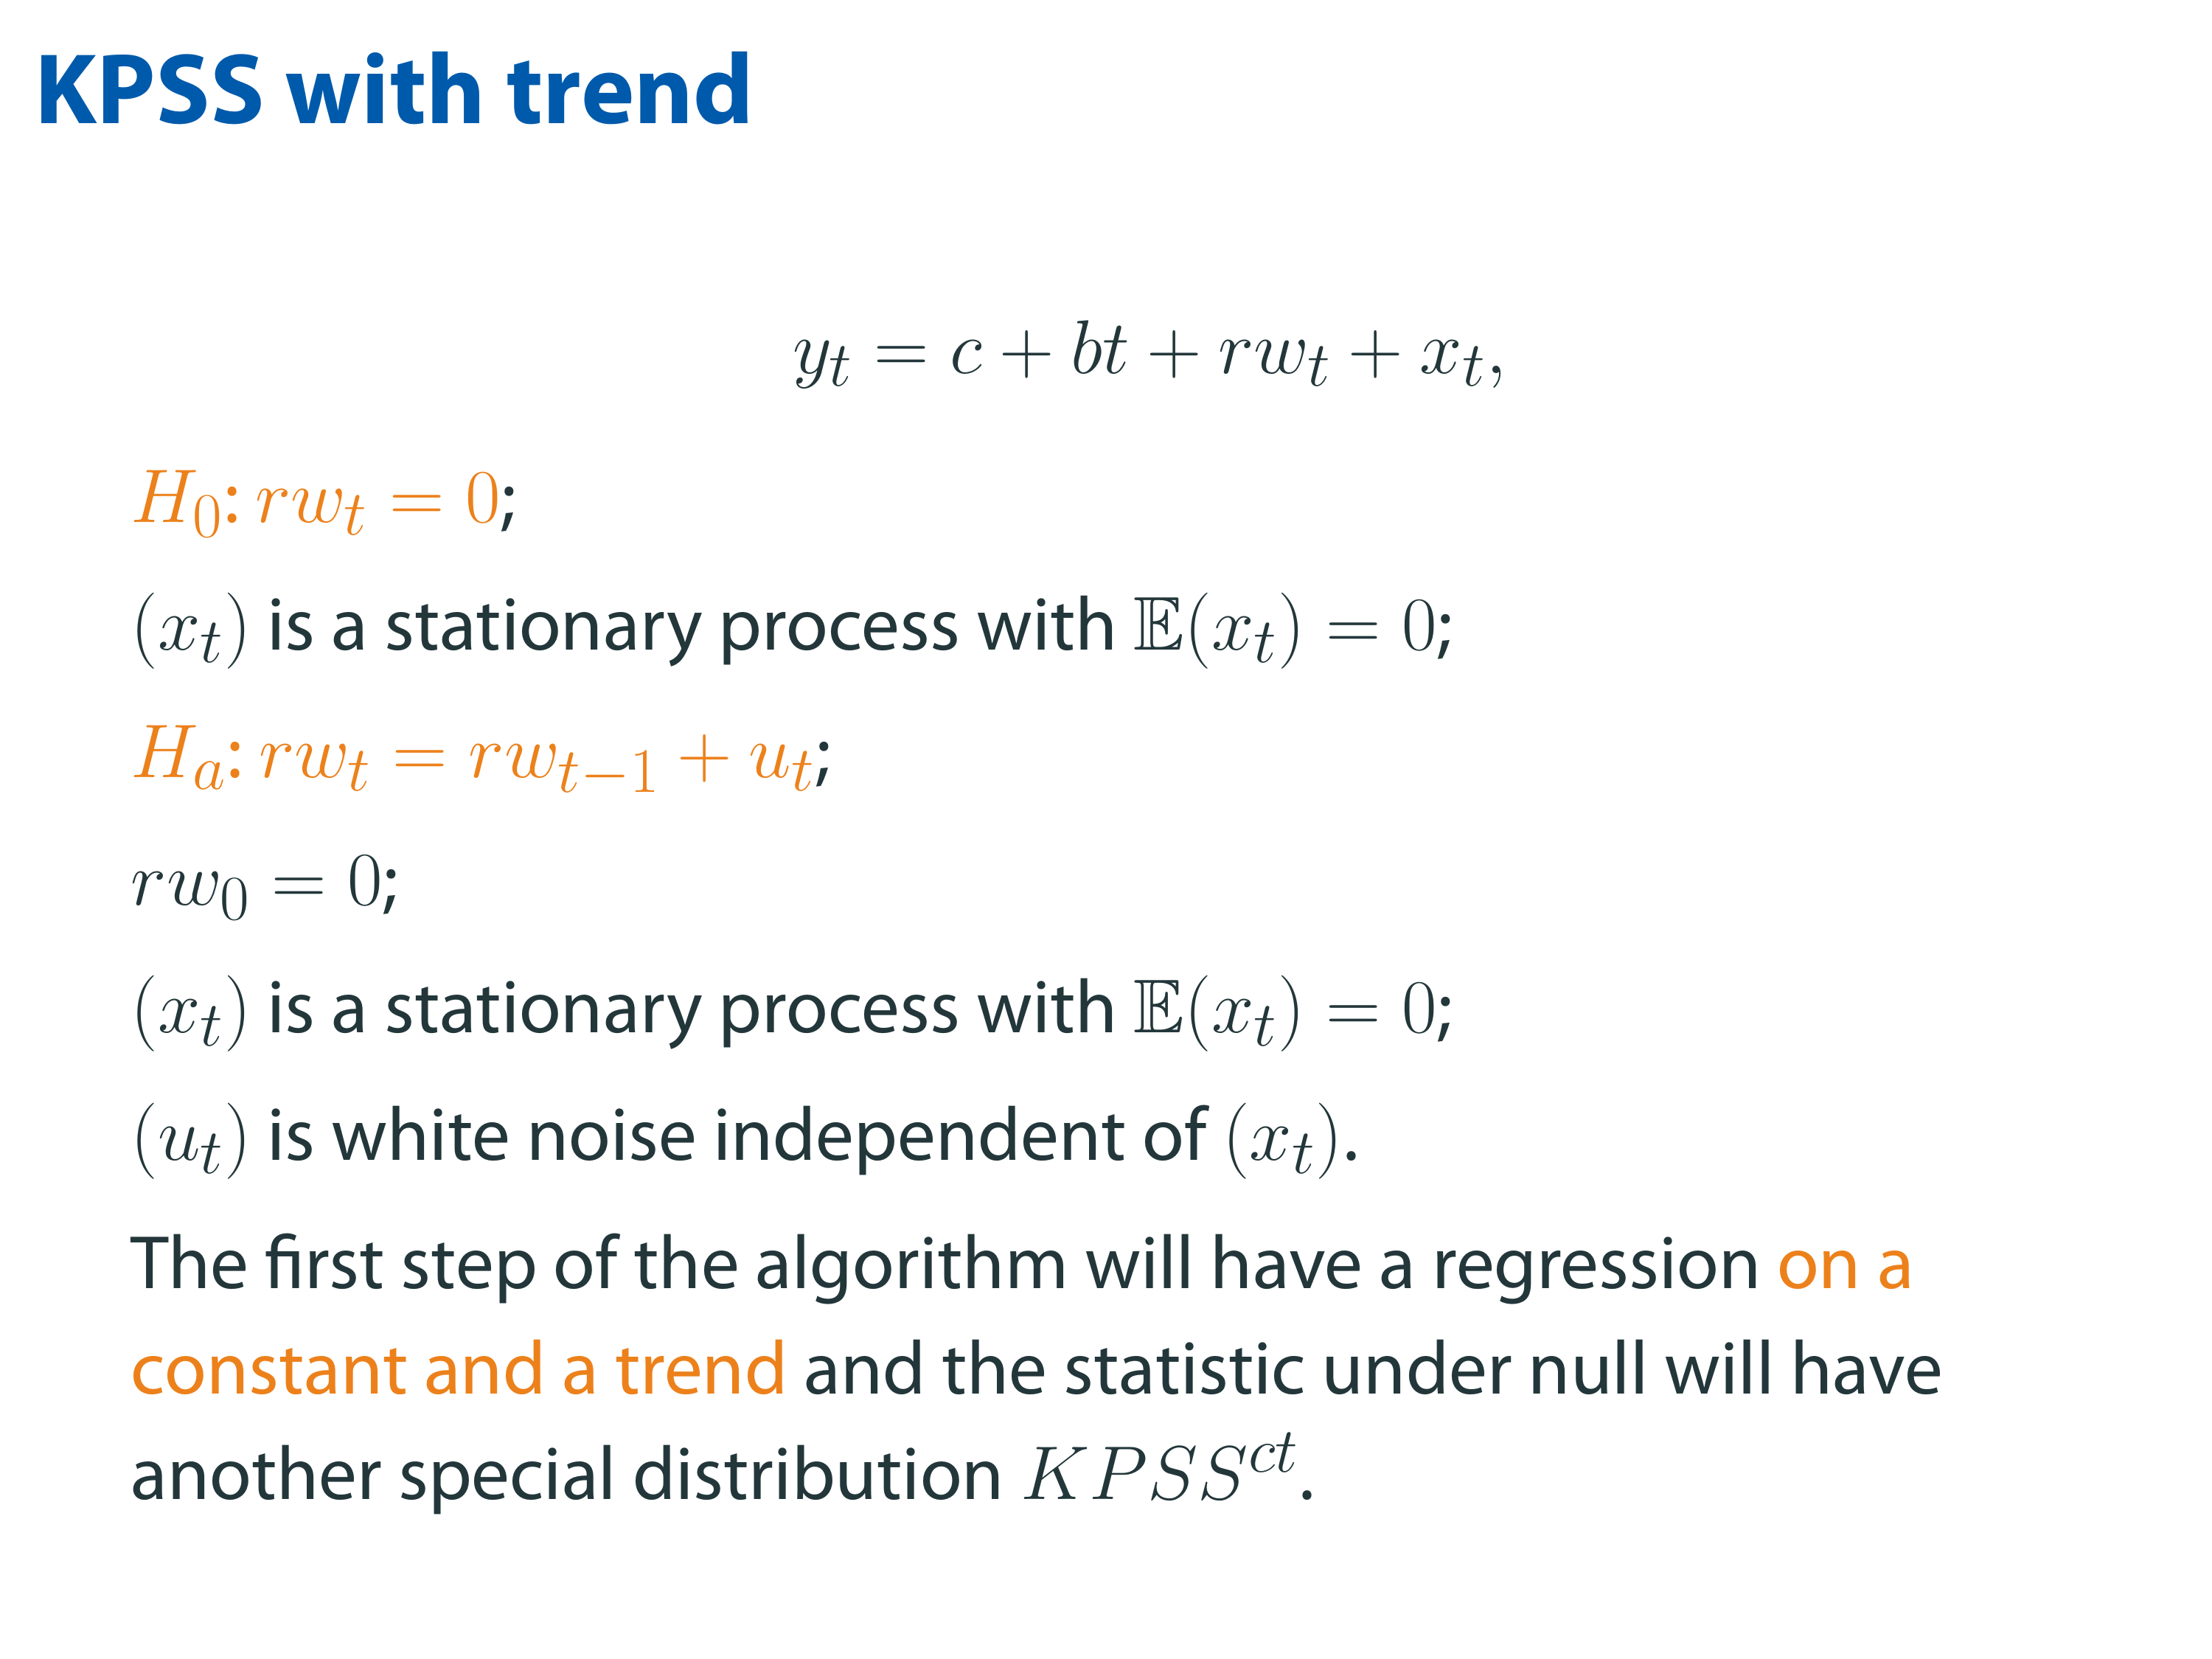 KPSS with trend
$y_t = c + bt + rw_t + x_t,$
$H_0: rw_t = 0$;
$(x_t)$ is a stationary process with $\mathbb{E}(x_t) = 0$;
$H_a: rw_t = rw_{t-1} + u_t$;
$rw_0 = 0$;
$(x_t)$ is a stationary process with $\mathbb{E}(x_t) = 0$;
$(u_t)$ is white noise independent of $(x_t)$.
The first step of the algorithm will have a regression on a
constant and a trend and the statistic under null will have
another special distribution $KPSS^{ct}$.